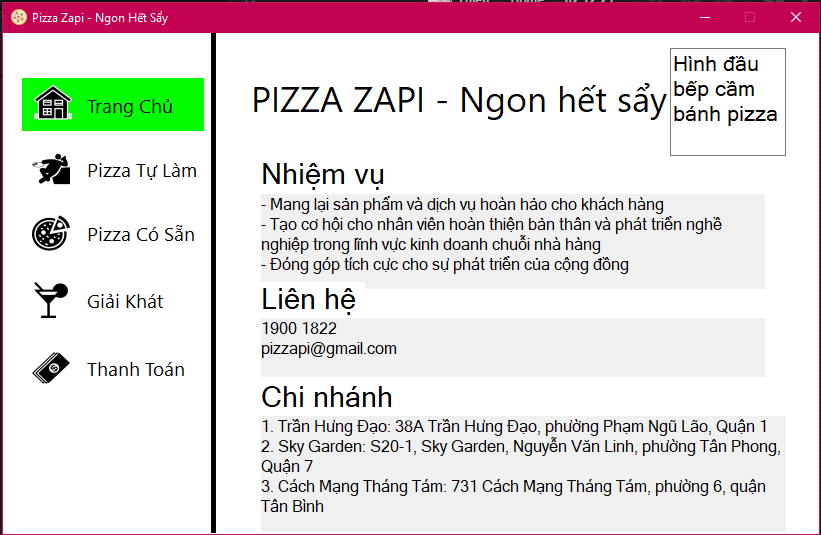 Pizza Zapi - Ngon Hết Sẩy
Trang Chủ
Pizza Tự Làm
Pizza Có Sẵn
Giải Khát
Thanh Toán
PIZZA ZAPI - Ngon hết sẩy
Hình đầu
bếp cầm
bánh pizza
Nhiệm vụ
- Mang lại sản phẩm và dịch vụ hoàn hảo cho khách hàng
- Tạo cơ hội cho nhân viên hoàn thiện bản thân và phát triển nghề
nghiệp trong lĩnh vực kinh doanh chuỗi nhà hàng
- Đóng góp tích cực cho sự phát triển của cộng đồng
Liên hệ
1900 1822
pizzapi@gmail.com
Chi nhánh
1. Trần Hưng Đạo: 38A Trần Hưng Đạo, phường Phạm Ngũ Lão, Quận 1
2. Sky Garden: S20-1, Sky Garden, Nguyễn Văn Linh, phường Tân Phong,
Quận 7
3. Cách Mạng Tháng Tám: 731 Cách Mạng Tháng Tám, phường 6, quận
Tân Bình